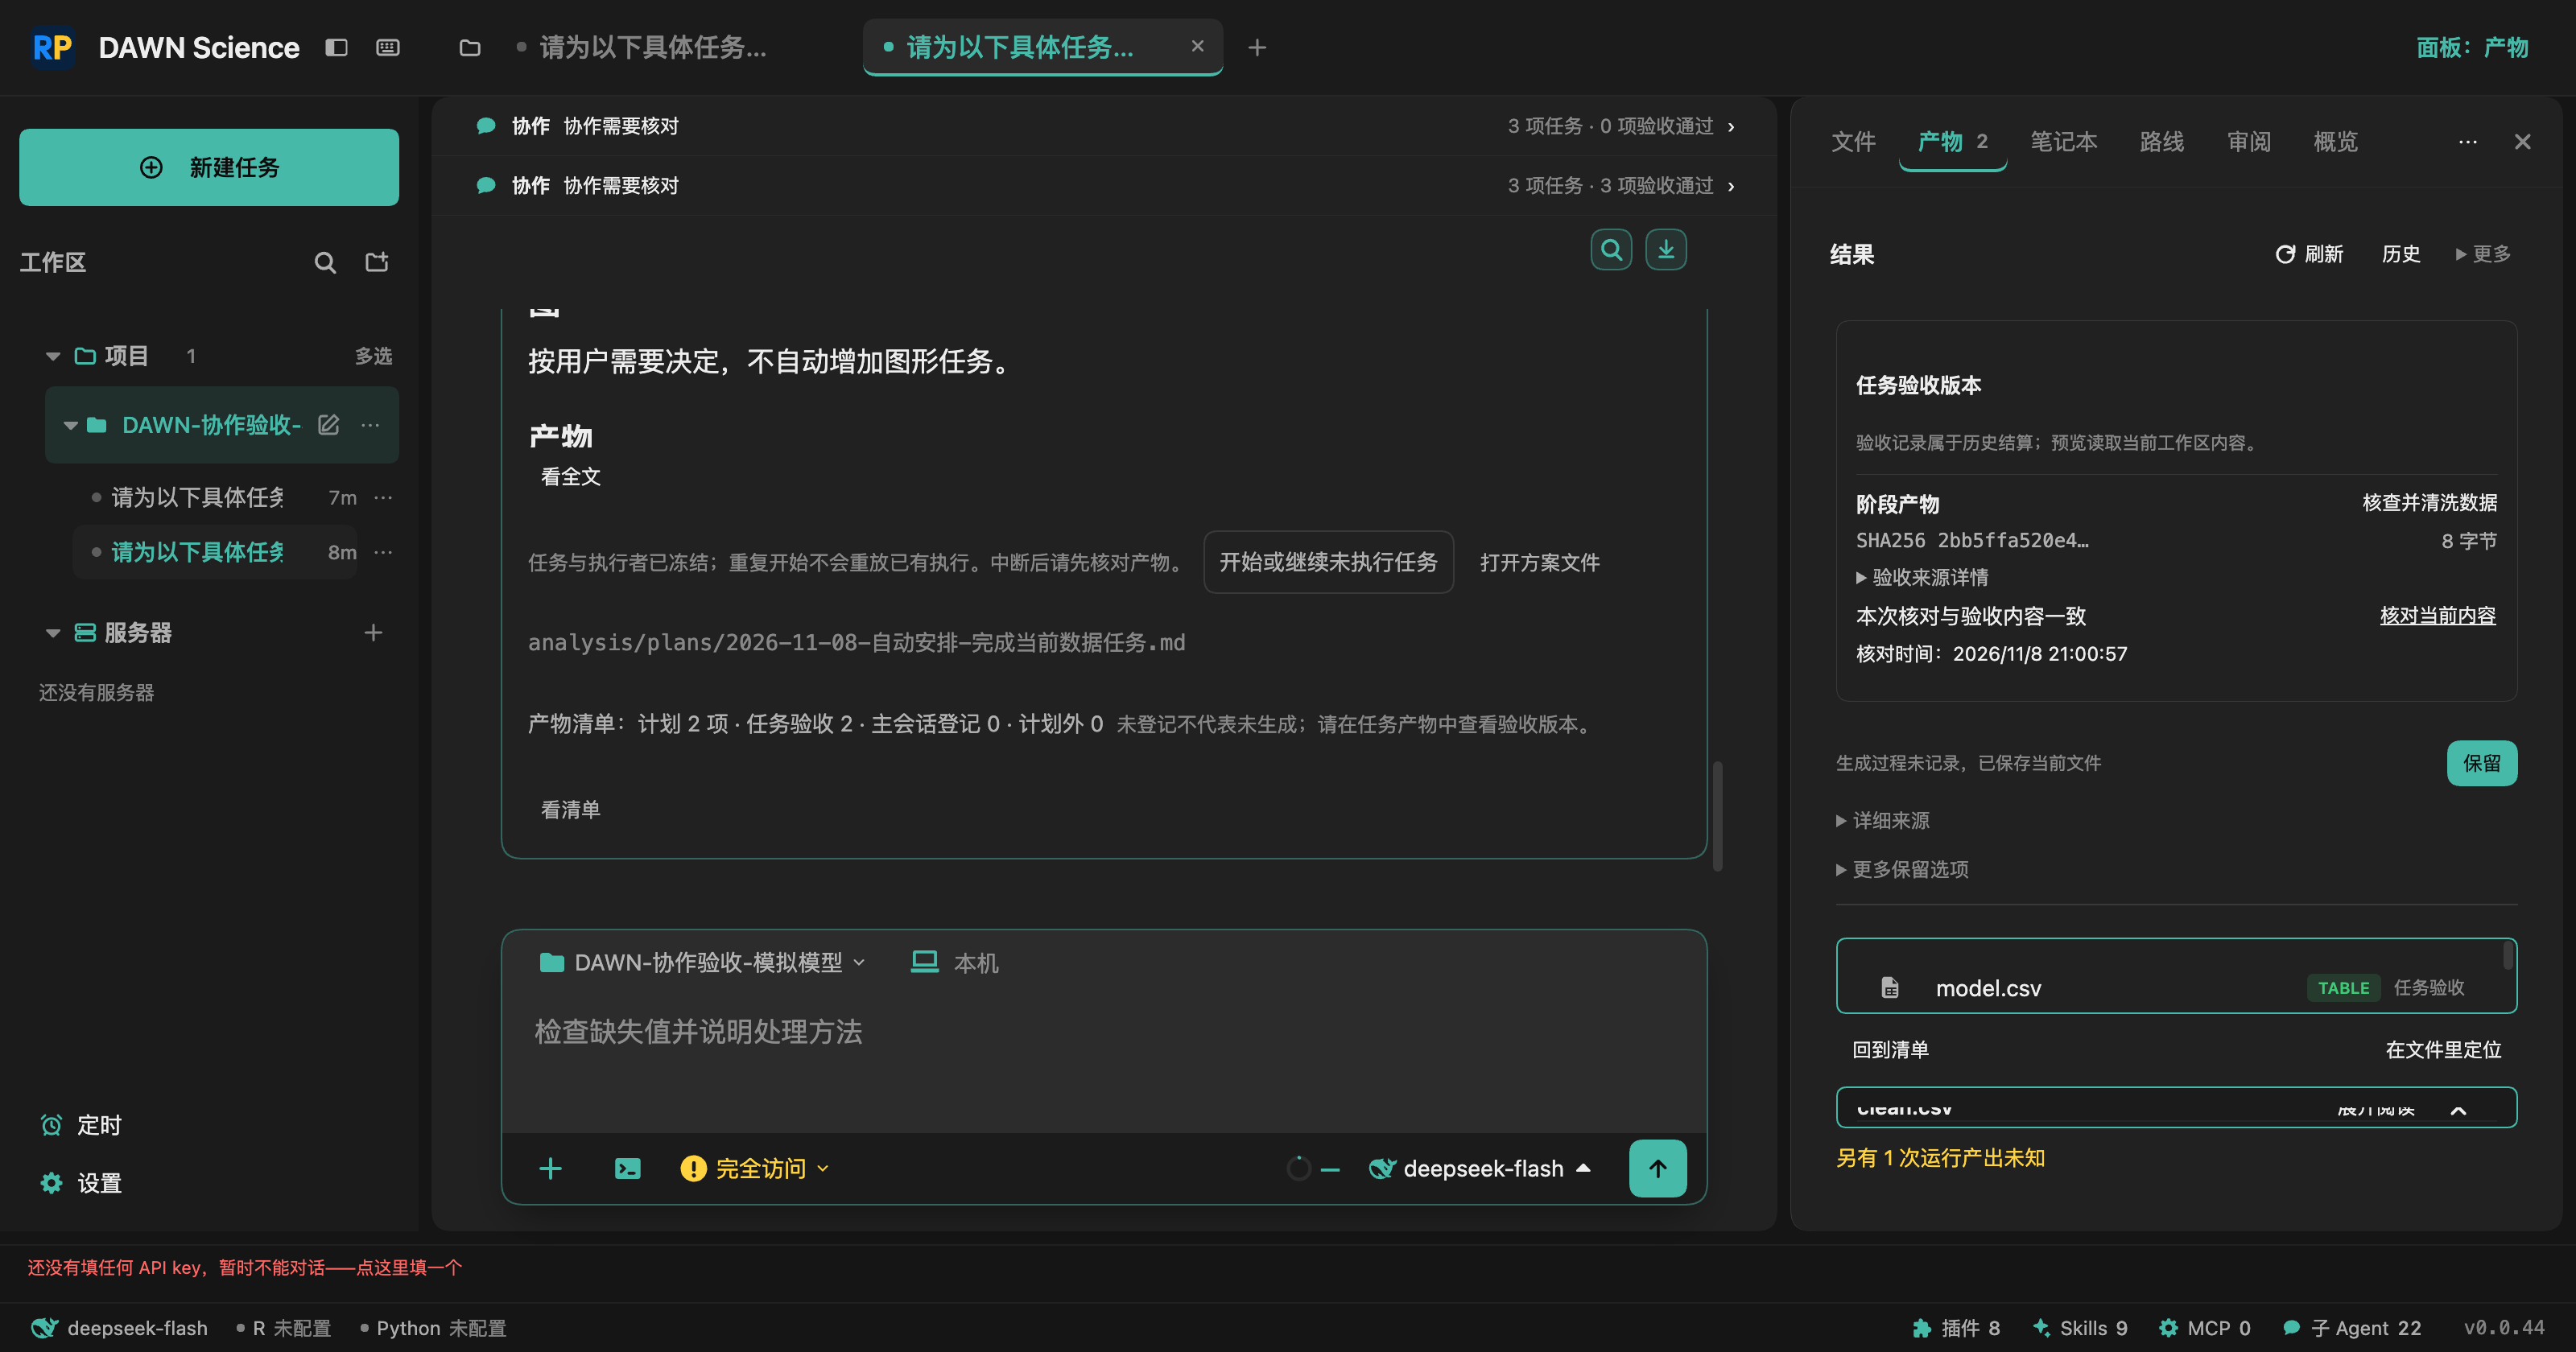 RP DAWN Science
请为以下具体任务...
请为以下具体任务...
面板：产物
新建任务
工作区
项目 1 多选
DAWN-协作验收-
请为以下具体任务 7m
请为以下具体任务 8m
服务器
还没有服务器
定时
设置
协作 协作需要核对 3 项任务 · 0 项验收通过
协作 协作需要核对 3 项任务 · 3 项验收通过
按用户需要决定，不自动增加图形任务。
产物
看全文
任务与执行者已冻结；重复开始不会重放已有执行。中断后请先核对产物。 开始或继续未执行任务 打开方案文件
analysis/plans/2026-11-08-自动安排-完成当前数据任务.md
产物清单：计划 2 项 · 任务验收 2 · 主会话登记 0 · 计划外 0 未登记不代表未生成；请在任务产物中查看验收版本。
看清单
DAWN-协作验收-模拟模型 本机
检查缺失值并说明处理方法
完全访问 deepseek-flash
文件 产物 2 笔记本 路线 审阅 概览
结果 刷新 历史 更多
任务验收版本
验收记录属于历史结算；预览读取当前工作区内容。
阶段产物 核查并清洗数据
SHA256 2bb5ffa520e4… 8 字节
验收来源详情
本次核对与验收内容一致 核对当前内容
核对时间：2026/11/8 21:00:57
生成过程未记录，已保存当前文件 保留
详细来源
更多保留选项
model.csv TABLE 任务验收
回到清单 在文件里定位
clean.csv 展开阅读
另有 1 次运行产出未知
还没有填任何 API key，暂时不能对话——点这里填一个
deepseek-flash R 未配置 Python 未配置 插件 8 Skills 9 MCP 0 子 Agent 22 v0.0.44